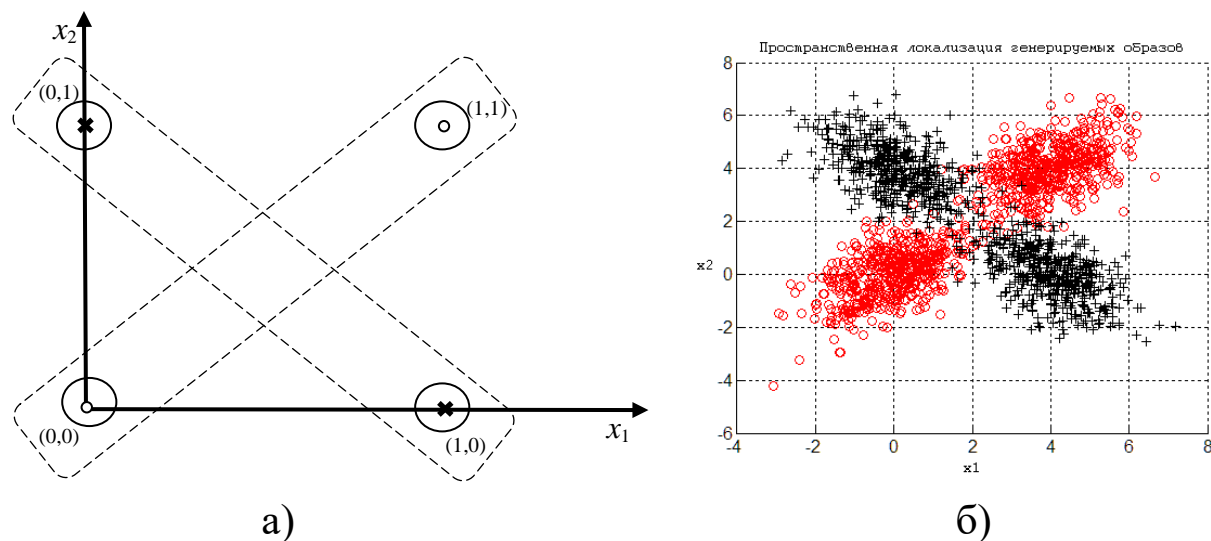 x2
(0,1)
(1,1)
(0,0)
(1,0)
x1
а)
Пространственная локализация генерируемых образов
8
6
4
2
0
-2
-4
-6
x2
-4 -2 0 2 4 6 8
x1
б)